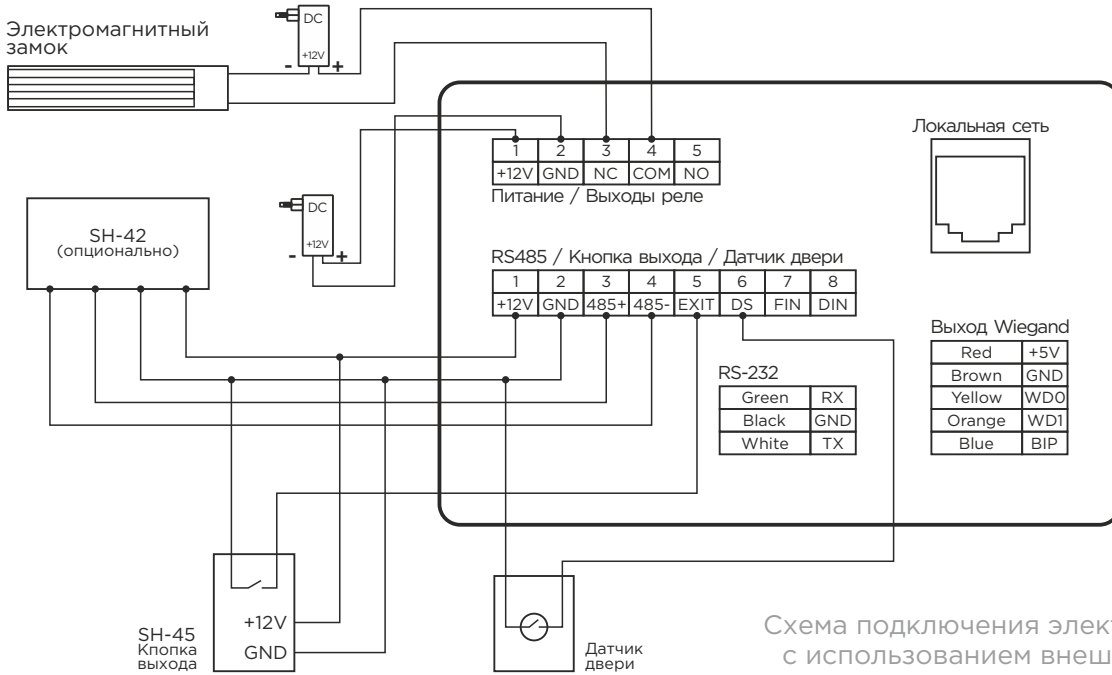 Электромагнитный
замок
DC
+12V
- +
Локальная сеть
1 2 3 4 5
+12V GND NC COM NO
Питание / Выходы реле
DC
+12V
- +
SH-42
(опционально)
RS485 / Кнопка выхода / Датчик двери
1 2 3 4 5 6 7 8
+12V GND 485+ 485- EXIT DS FIN DIN
Выход Wiegand
Red +5V
Brown GND
Yellow WD0
Orange WD1
Blue BIP
RS-232
Green RX
Black GND
White TX
+12V
GND
SH-45
Кпопка
выхода
Датчик
двери
Схема подключения элект
с использованием внеш